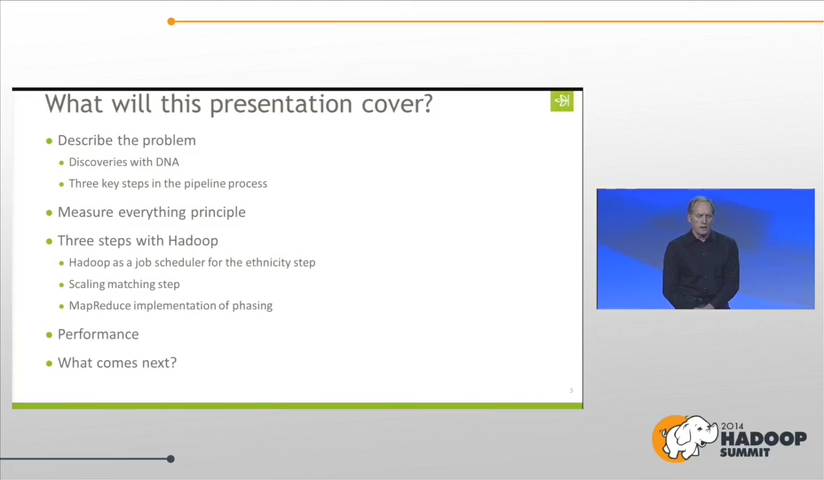 What will this presentation cover?
Describe the problem
Discoveries with DNA
Three key steps in the pipeline process
Measure everything principle
Three steps with Hadoop
Hadoop as a job scheduler for the ethnicity step
Scaling matching step
MapReduce implementation of phasing
Performance
What comes next?
3
2014
HADOOP
SUMMIT